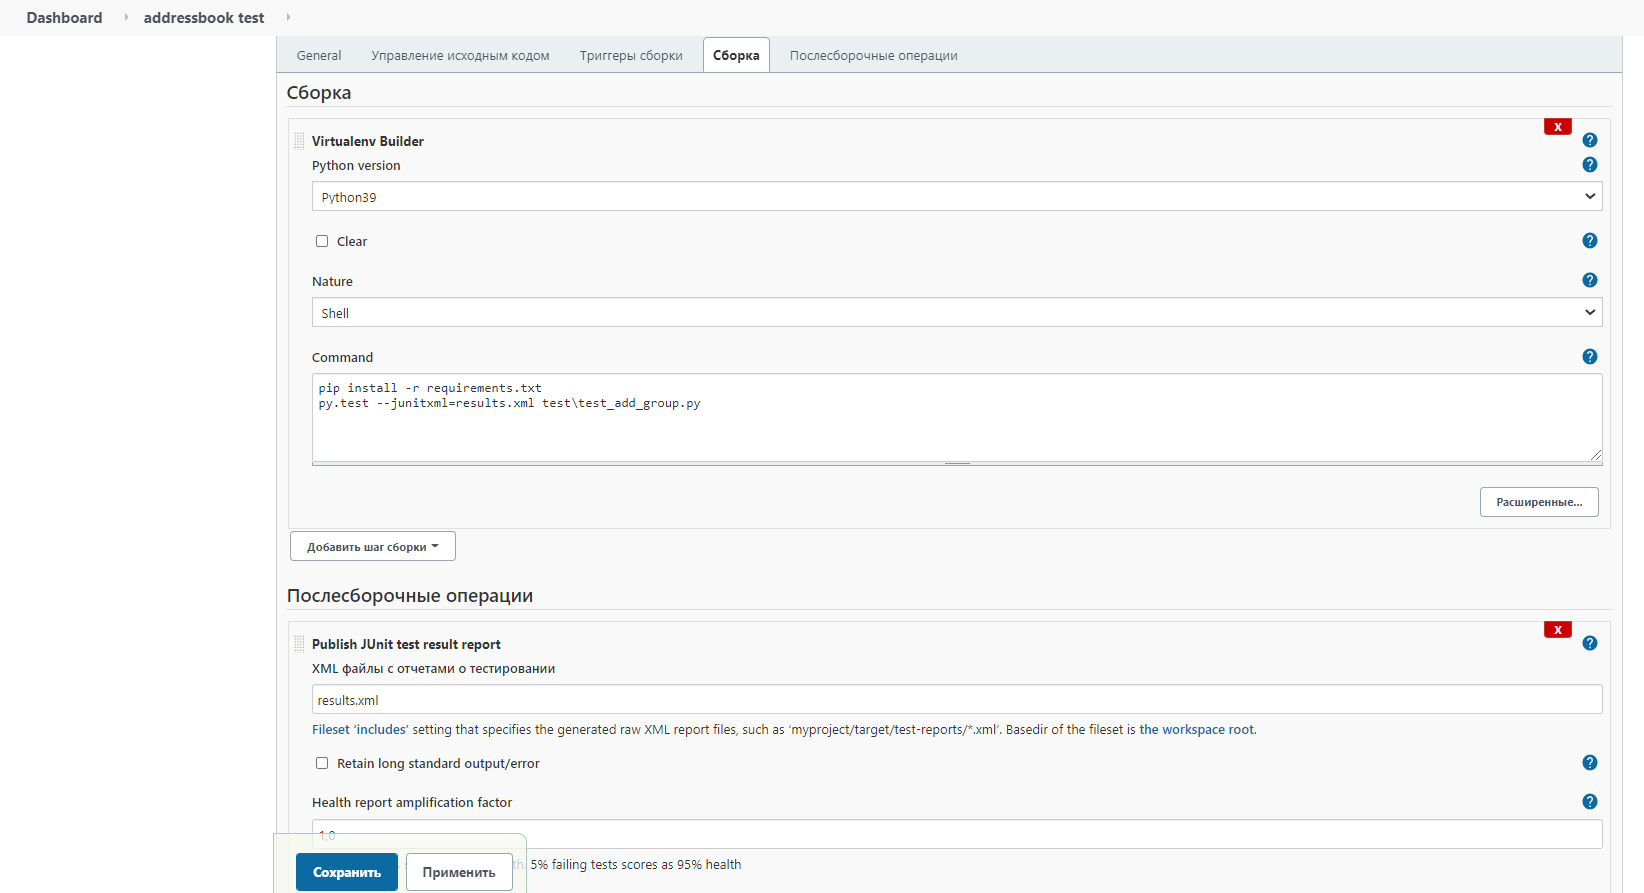 Dashboard addressbook test
General Управление исходным кодом Триггеры сборки Сборка Послесборочные операции
Сборка
X
Virtualenv Builder
Python version
Python39
Clear
Nature
Shell
Command
pip install -r requirements.txt
py.test --junitxml=results.xml test\test_add_group.py
Расширенные...
Добавить шаг сборки
Послесборочные операции
X
Publish JUnit test result report
XML файлы с отчетами о тестировании
results.xml
Fileset ‘includes’ setting that specifies the generated raw XML report files, such as ‘myproject/target/test-reports/*.xml’. Basedir of the fileset is the workspace root.
Retain long standard output/error
Health report amplification factor
1,0
5% failing tests scores as 95% health
Сохранить Применить